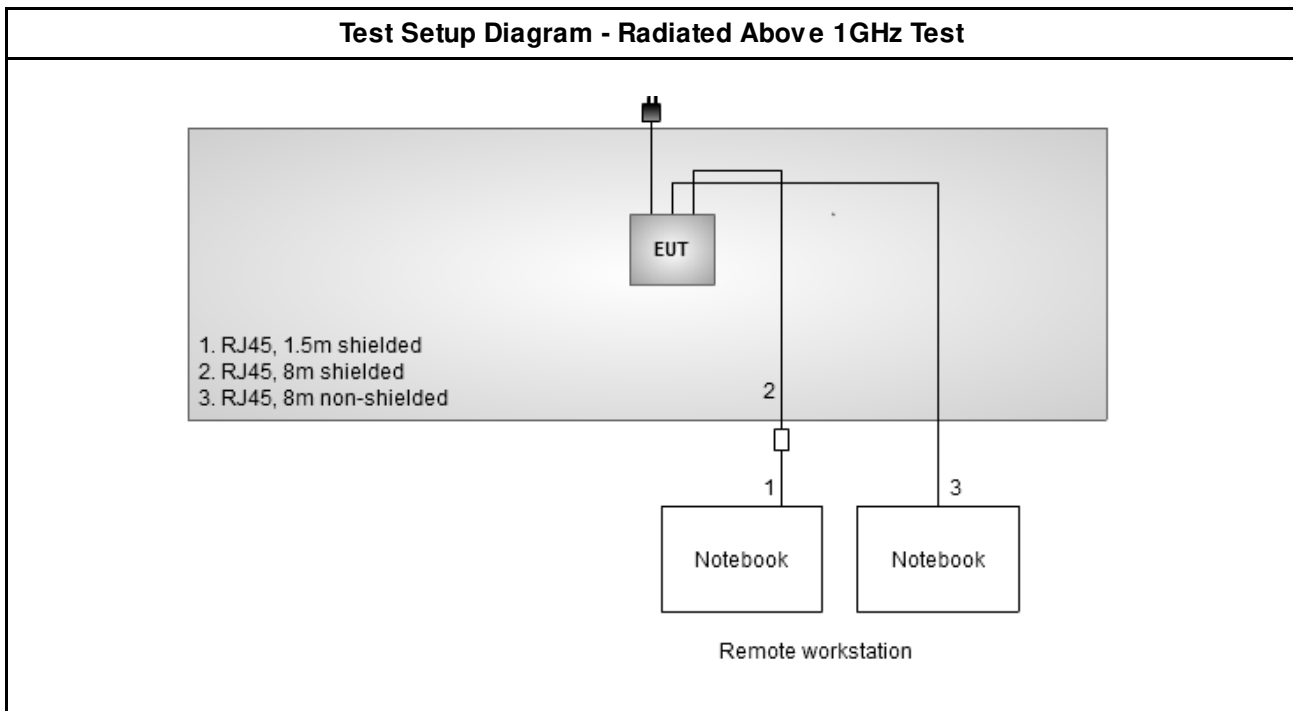 Test Setup Diagram - Radiated Above 1GHz Test
EUT
1. RJ45, 1.5m shielded
2. RJ45, 8m shielded
3. RJ45, 8m non-shielded
2
1
3
Notebook
Notebook
Remote workstation